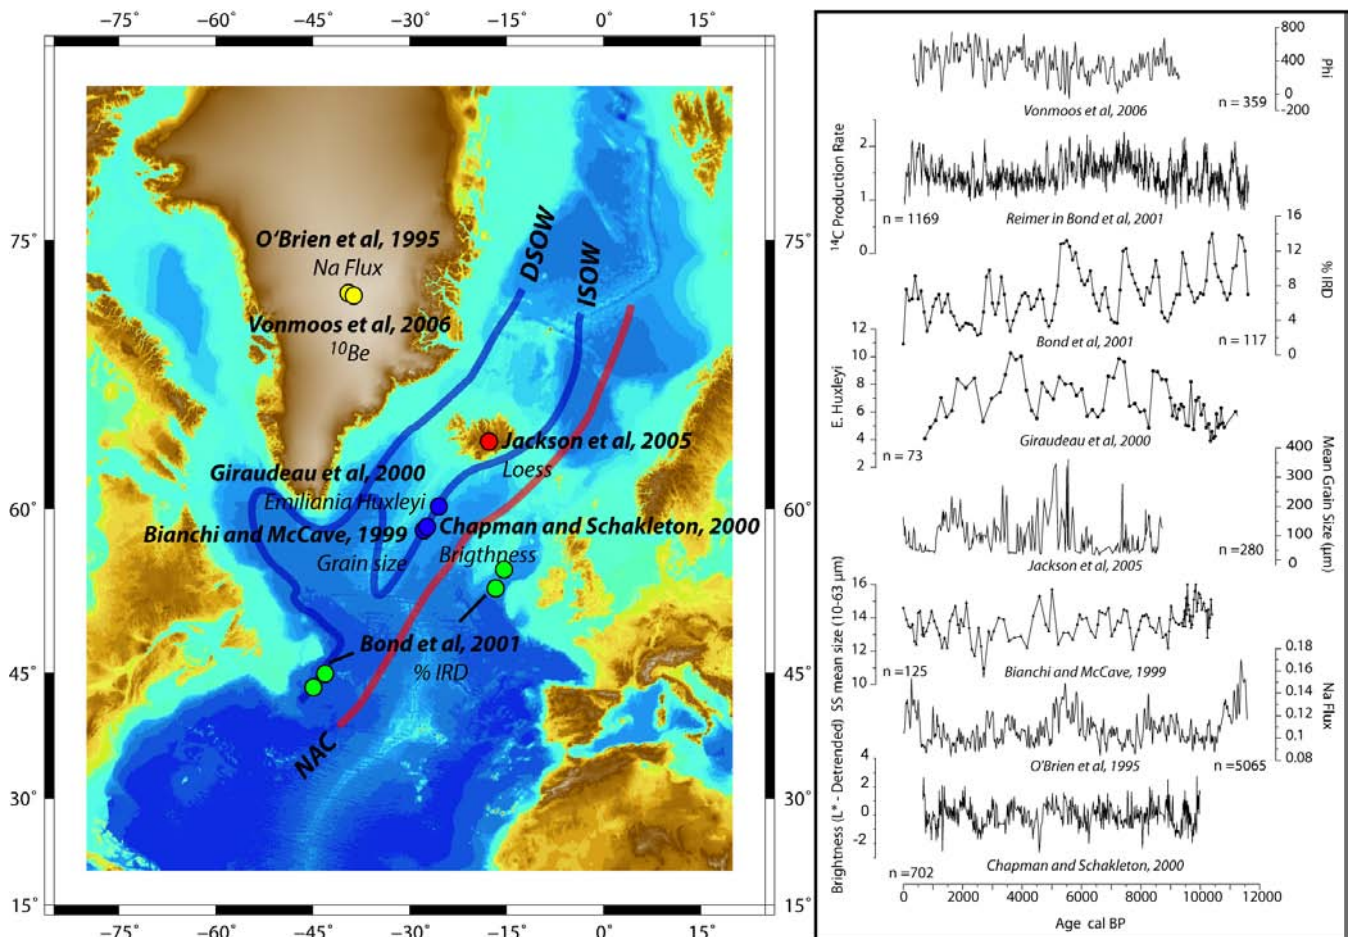 −75° −60° −45° −30° −15° 0° 15°
75°
60°
45°
30°
15°
75°
60°
45°
30°
15°
−75° −60° −45° −30° −15° 0° 15°
O'Brien et al, 1995
Na Flux
Vonmoos et al, 2006
¹⁰Be
DSOW
ISOW
Jackson et al, 2005
Loess
Giraudeau et al, 2000
Emiliania Huxleyi
Bianchi and McCave, 1999
Grain size
Chapman and Schakleton, 2000
Brigthness
Bond et al, 2001
% IRD
NAC
800
400
0
-200
Phi
Vonmoos et al, 2006
n = 359
¹⁴C Production Rate
2
1
0
n = 1169
Reimer in Bond et al, 2001
16
12
8
4
0
% IRD
Bond et al, 2001
n = 117
E. Huxleyi
12
10
8
6
4
2
n = 73
Giraudeau et al, 2000
400
300
200
100
0
Mean Grain Size (µm)
n =280
Jackson et al, 2005
SS mean size (10-63 µm)
16
14
13
12
10
n =125
Bianchi and McCave, 1999
0.18
0.16
0.14
0.12
0.1
0.08
Na Flux
O'Brien et al, 1995
n =5065
Brightness (L* - Detrended)
4
2
0
-2
Chapman and Schakleton, 2000
n =702
0 2000 4000 6000 8000 10000 12000
Age cal BP